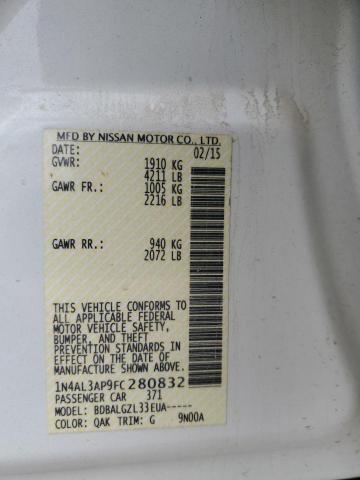 MFD BY NISSAN MOTOR CO., LTD.
DATE: 02/15
GVWR: 1910 KG
4211 LB
GAWR FR.: 1005 KG
2216 LB
GAWR RR.: 940 KG
2072 LB
THIS VEHICLE CONFORMS TO
ALL APPLICABLE FEDERAL
MOTOR VEHICLE SAFETY,
BUMPER, AND THEFT
PREVENTION STANDARDS IN
EFFECT ON THE DATE OF
MANUFACTURE SHOWN ABOVE.
1N4AL3AP9FC280832
PASSENGER CAR 371
MODEL: BDBALGZL33EUA-----
COLOR: QAK TRIM: G 9N00A